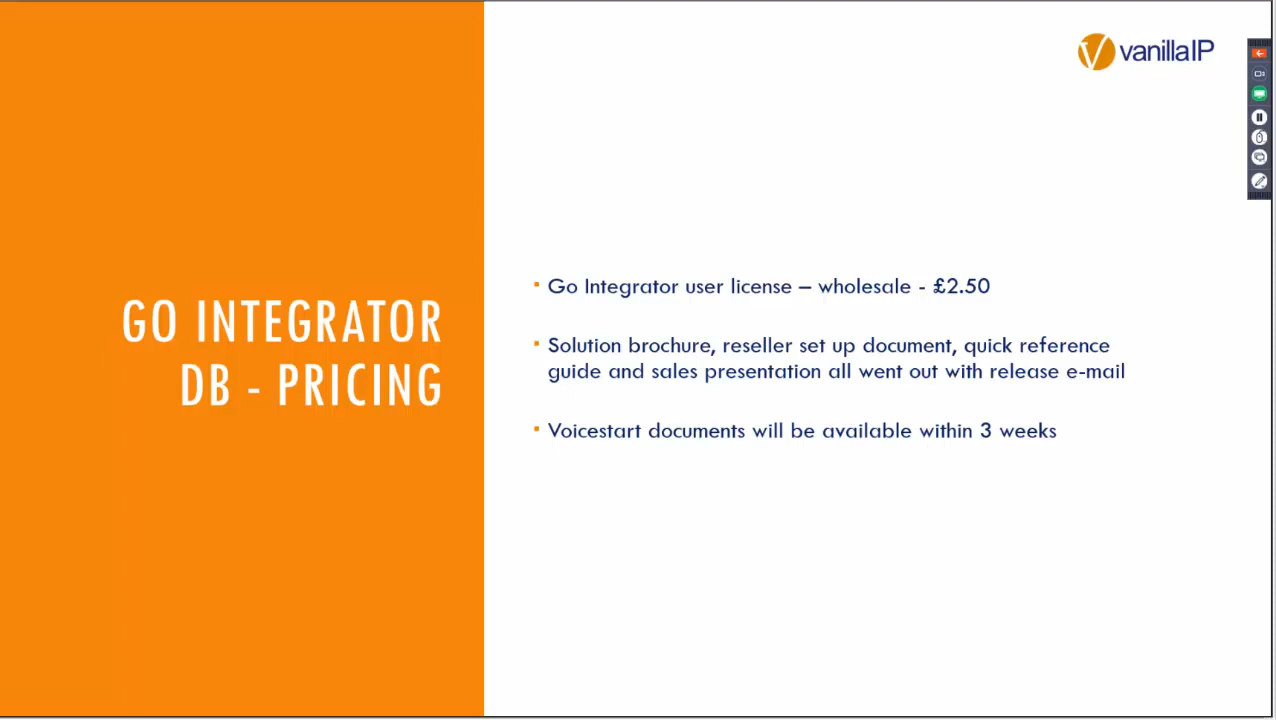 vanillaIP
GO INTEGRATOR
DB - PRICING
Go Integrator user license – wholesale - £2.50
Solution brochure, reseller set up document, quick reference
guide and sales presentation all went out with release e-mail
Voicestart documents will be available within 3 weeks